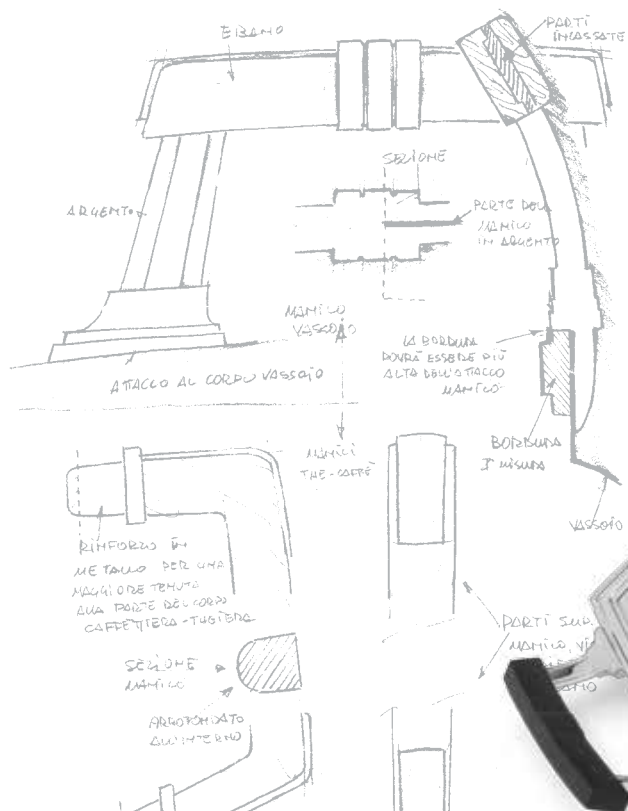 EBANO
PARTI
INCASSATE
SEZIONE
ARGENTO
PARTE DEL
MANICO
IN ARGENTO
MANICO
VASSOIO
LA BORDURA
DOVRÀ ESSERE PIÙ
ALTA DELL'ATTACCO
MANICO
ATTACCO AL CORPO VASSOIO
BORDURA
I MISURA
MANICI
THE-CAFFÈ
VASSOIO
RINFORZO IN
METALLO PER UNA
MAGGIORE TENUTA
ALLA PARTE DEL CORPO
CAFFETTIERA-THEIERA
PARTI SUP.
MANICO, VI
SEZIONE
MANICO
ARROTONDATO
ALL'INTERNO